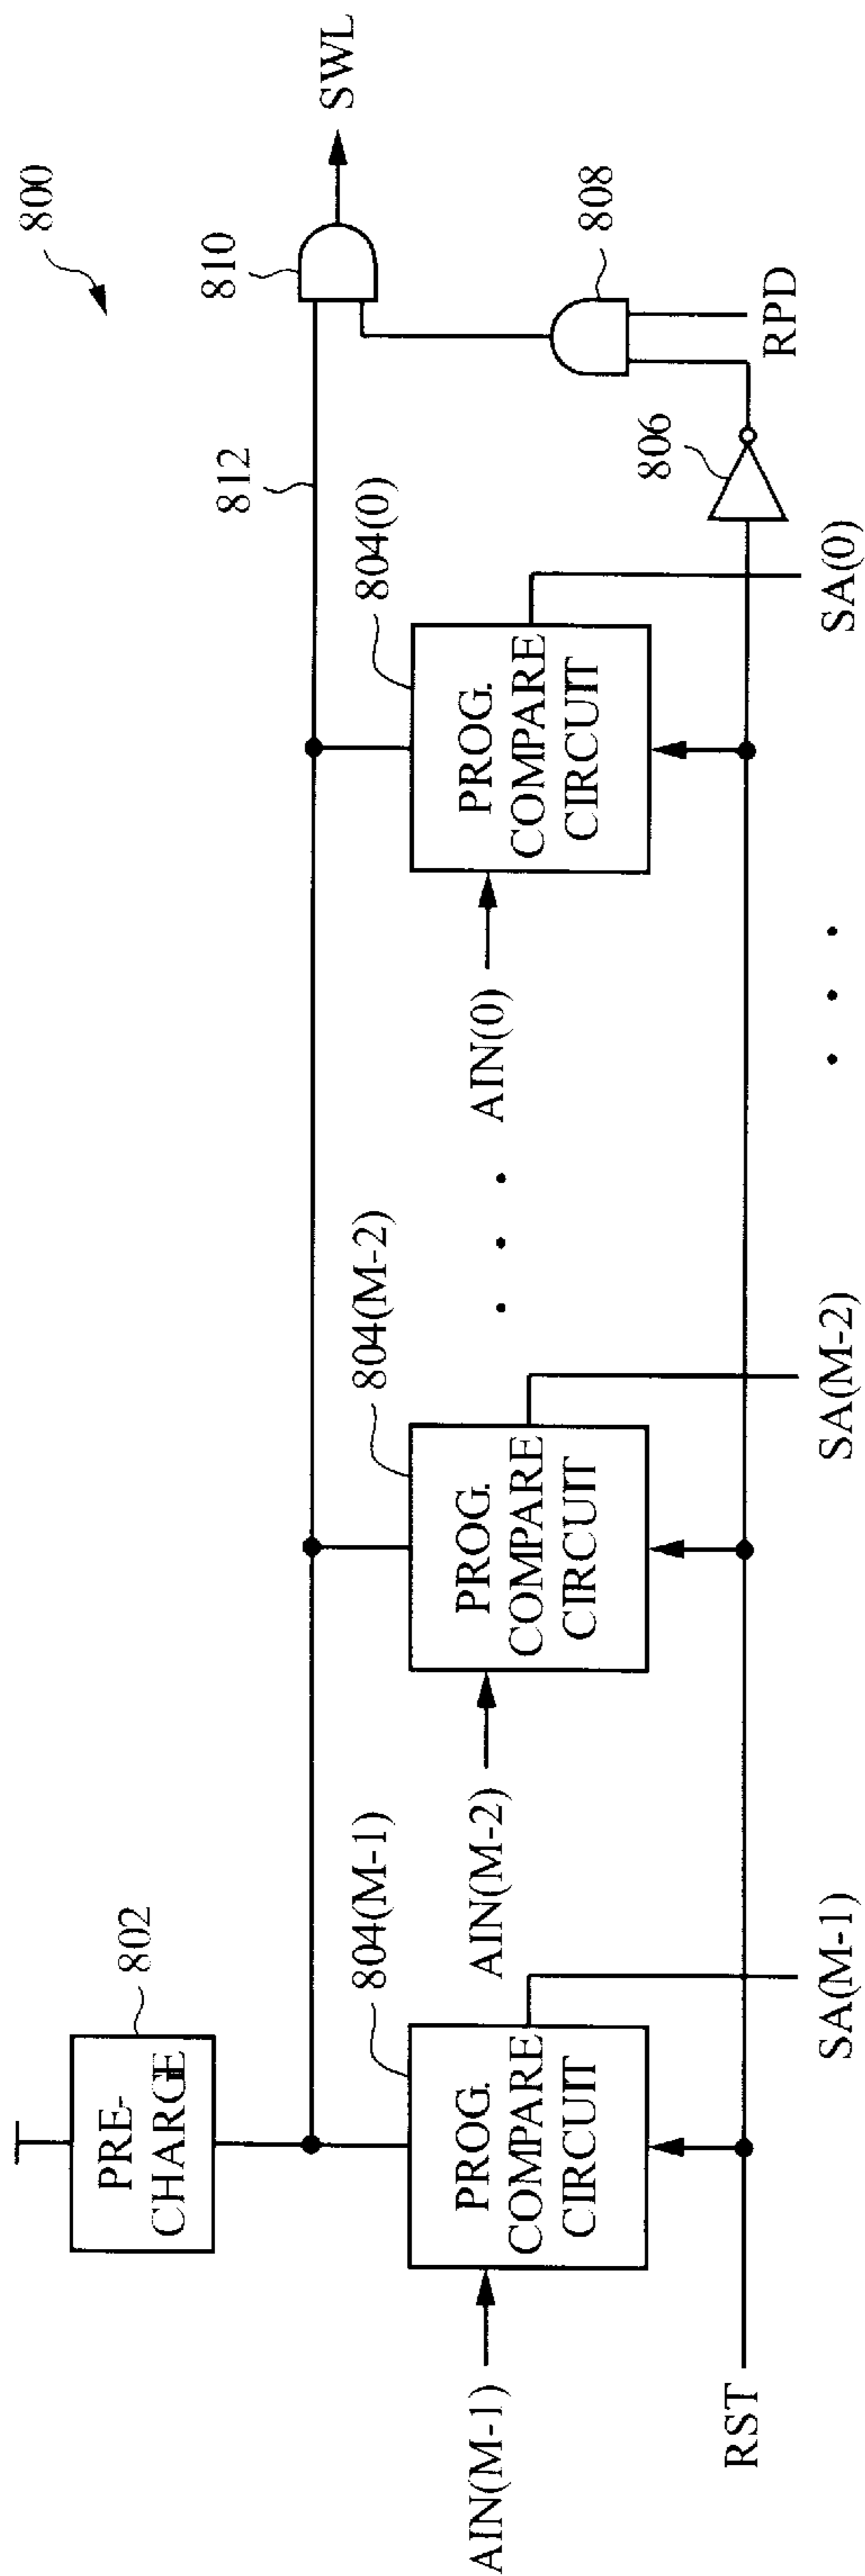 800
PRE-
CHARGE
802
812
810
SWL
804(M-1)
804(M-2)
804(0)
AIN(M-1)
PROG.
COMPARE
CIRCUIT
AIN(M-2)
PROG.
COMPARE
CIRCUIT
AIN(0)
PROG.
COMPARE
CIRCUIT
808
806
RST
RPD
SA(M-1)
SA(M-2)
SA(0)